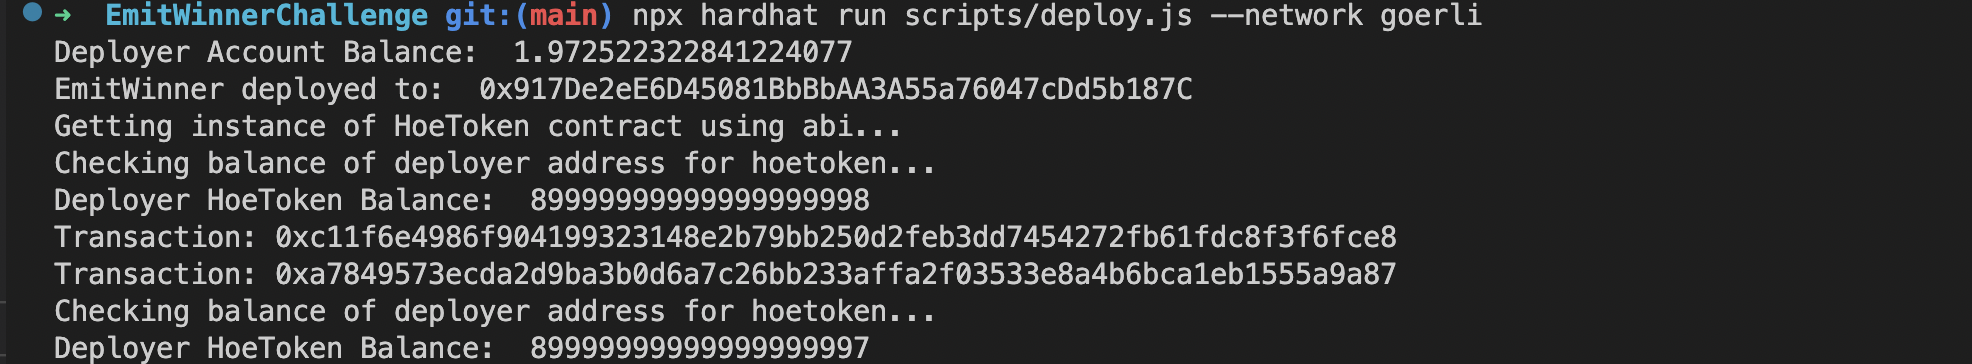 ➜ EmitWinnerChallenge git:(main) npx hardhat run scripts/deploy.js --network goerli
Deployer Account Balance:  1.972522322841224077
EmitWinner deployed to:  0x917De2eE6D45081BbBbAA3A55a76047cDd5b187C
Getting instance of HoeToken contract using abi...
Checking balance of deployer address for hoetoken...
Deployer HoeToken Balance:  89999999999999999998
Transaction: 0xc11f6e4986f904199323148e2b79bb250d2feb3dd7454272fb61fdc8f3f6fce8
Transaction: 0xa7849573ecda2d9ba3b0d6a7c26bb233affa2f03533e8a4b6bca1eb1555a9a87
Checking balance of deployer address for hoetoken...
Deployer HoeToken Balance:  89999999999999999997